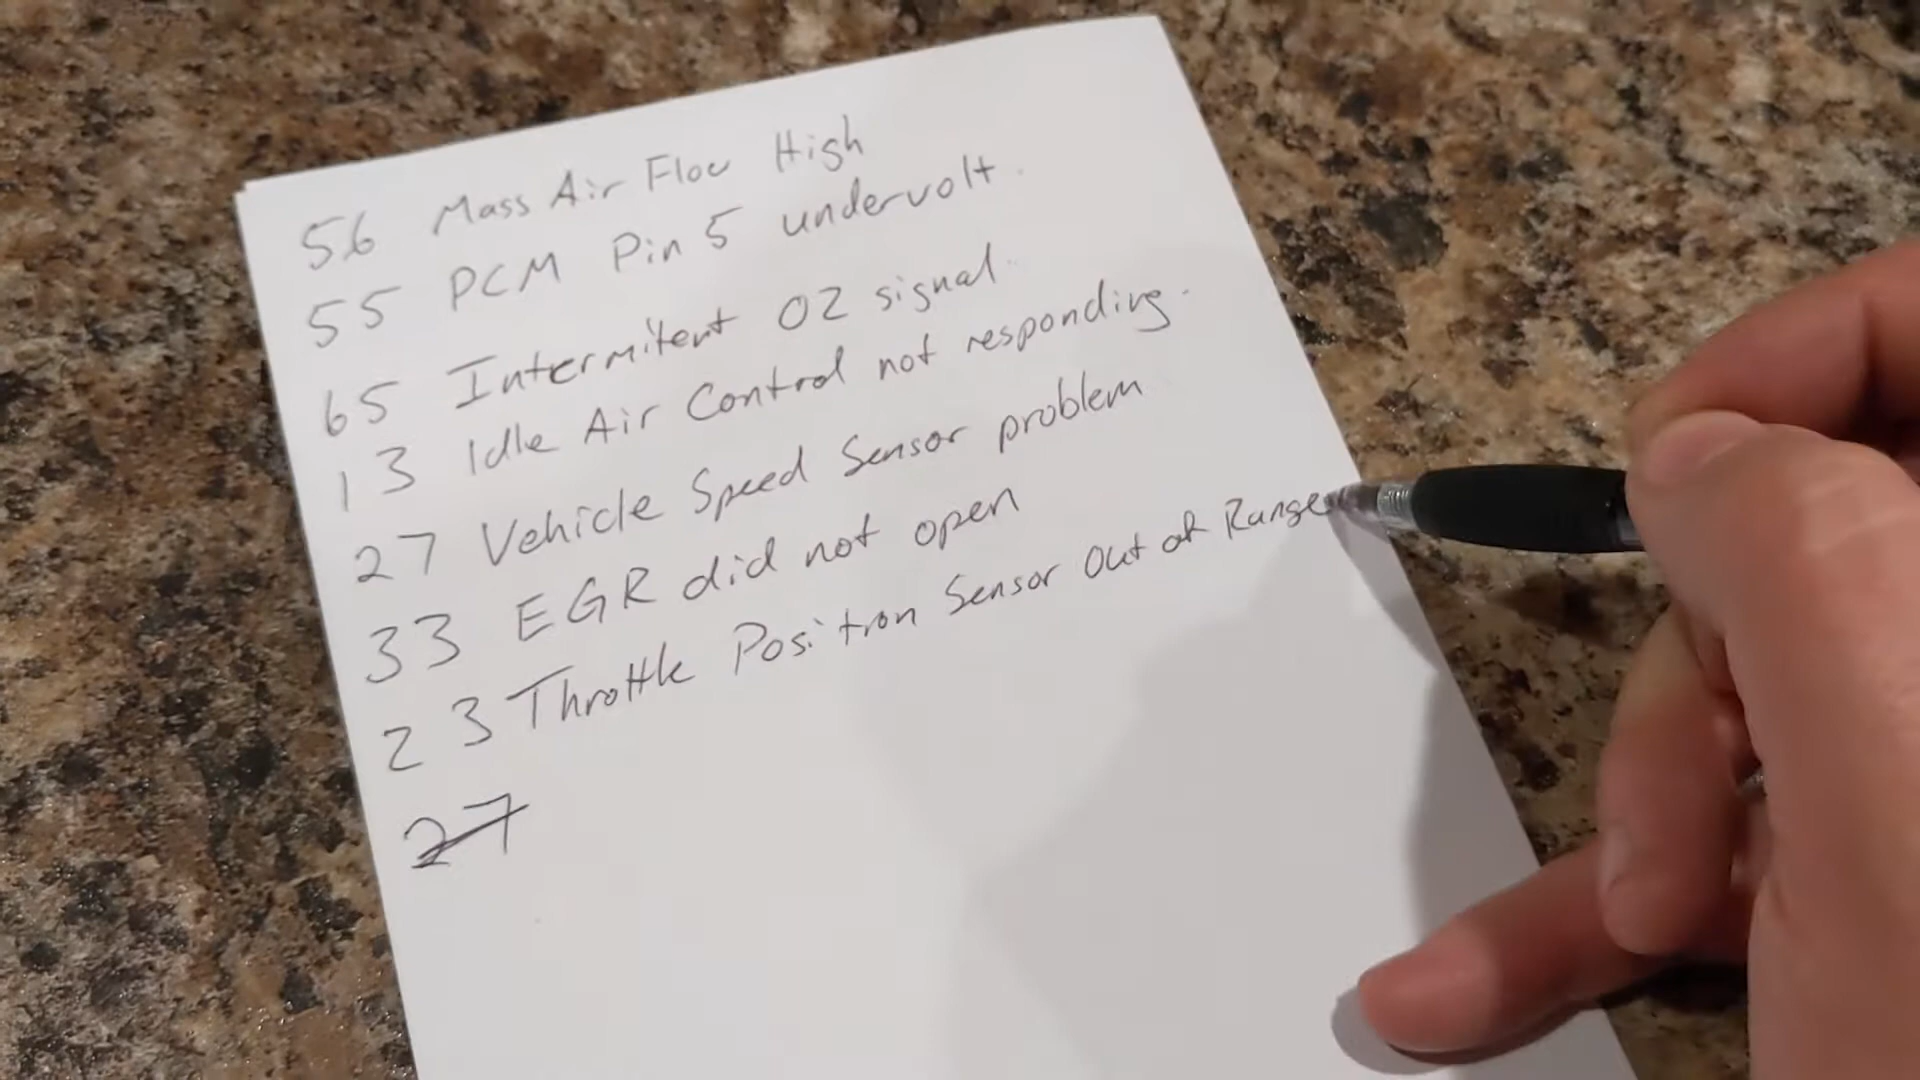 56 Mass Air Flow High
55 PCM Pin 5 undervolt.
65 Intermitent O2 signal.
13 Idle Air Control not responding.
27 Vehicle Speed Sensor problem
33 EGR did not open
23 Throttle Position Sensor Out of Range
27